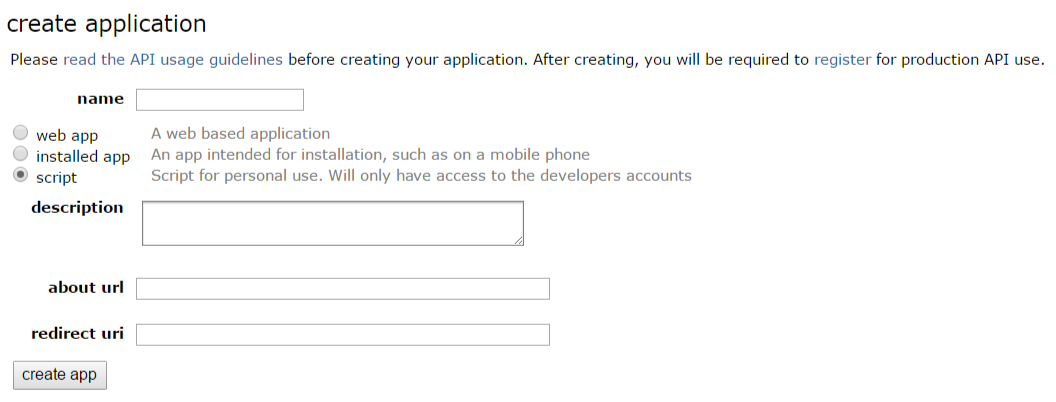 create application
Please read the API usage guidelines before creating your application. After creating, you will be required to register for production API use.
name
web app A web based application
installed app An app intended for installation, such as on a mobile phone
script Script for personal use. Will only have access to the developers accounts
description
about url
redirect uri
create app